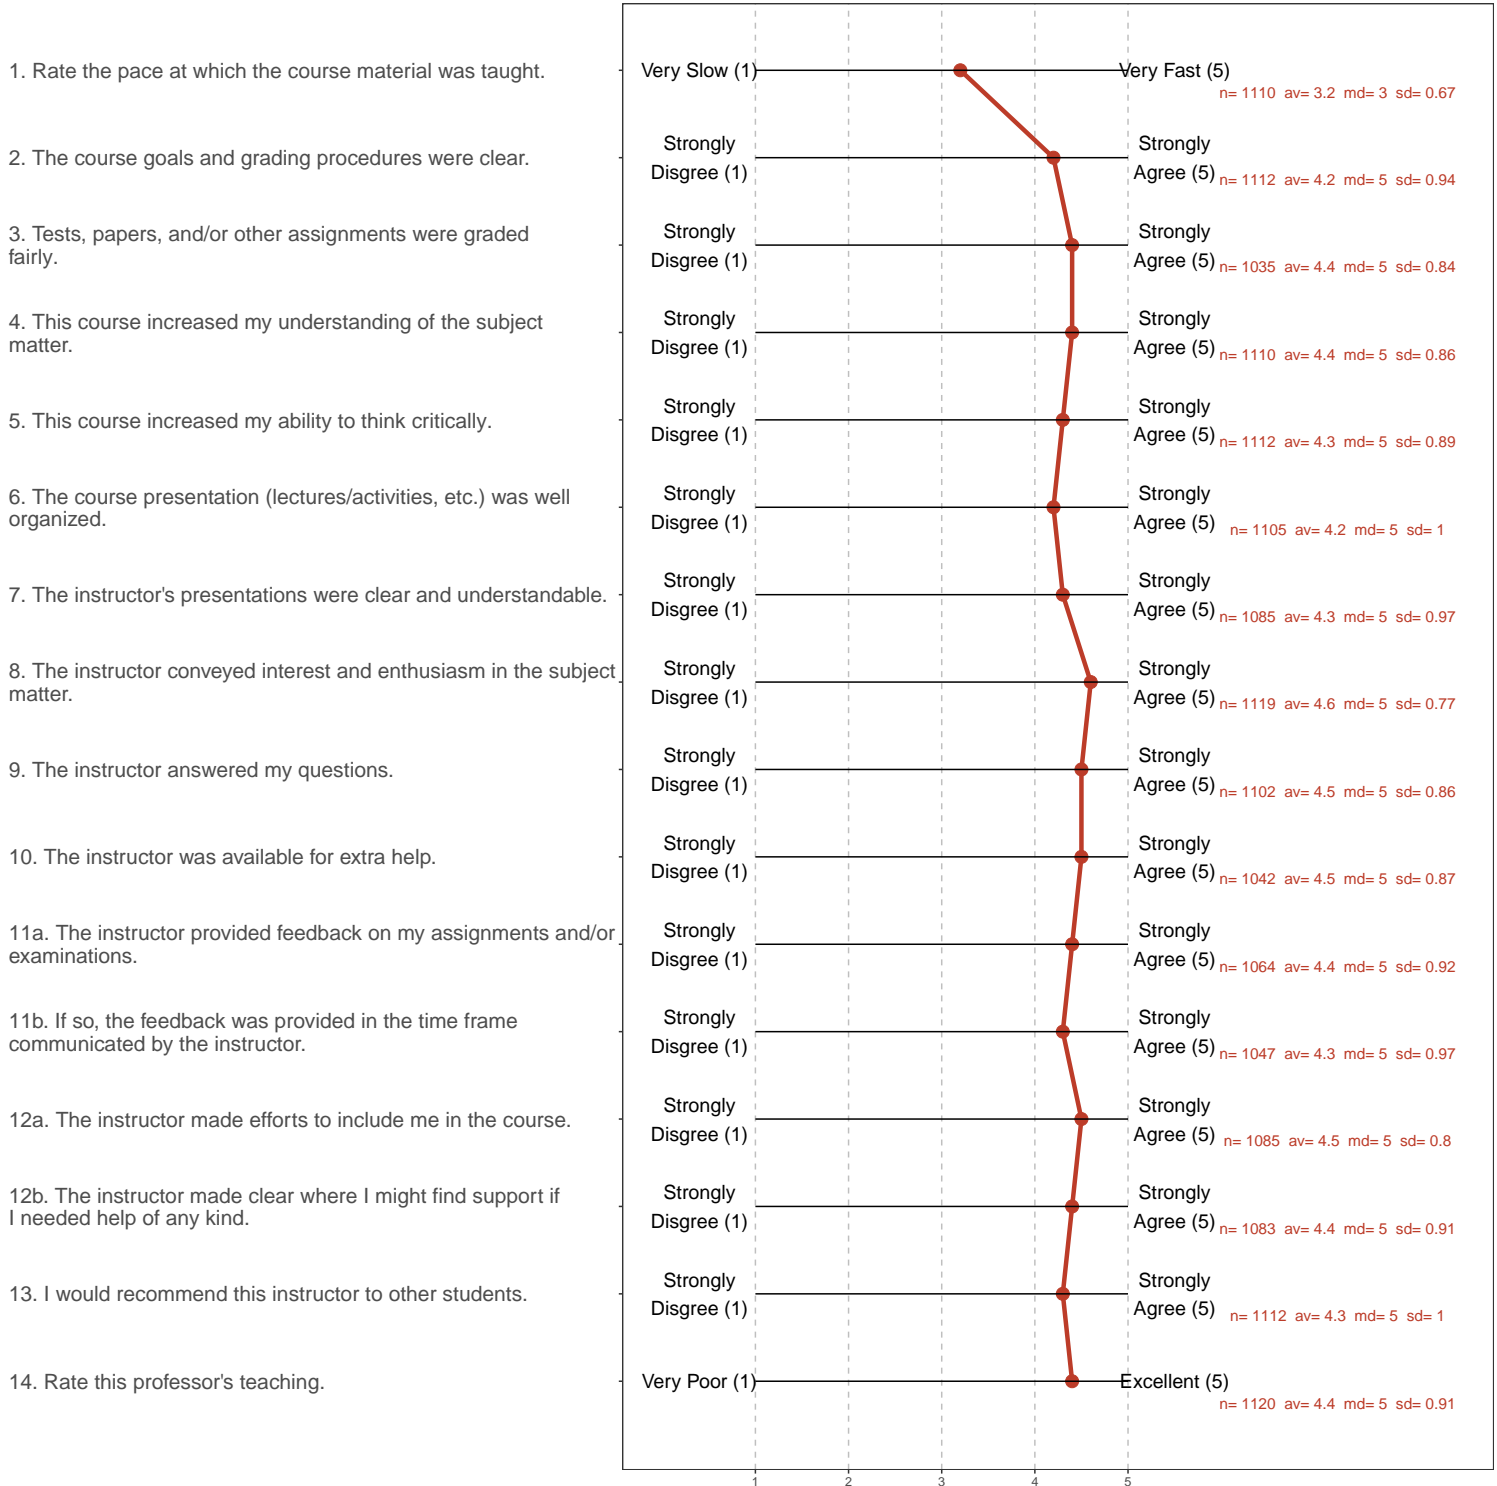 1. Rate the pace at which the course material was taught.
Very Slow (1)
Very Fast (5)
n= 1110 av= 3.2 md= 3 sd= 0.67
2. The course goals and grading procedures were clear.
Strongly
Disgree (1)
Strongly
Agree (5)
n= 1112 av= 4.2 md= 5 sd= 0.94
3. Tests, papers, and/or other assignments were graded
fairly.
Strongly
Disgree (1)
Strongly
Agree (5)
n= 1035 av= 4.4 md= 5 sd= 0.84
4. This course increased my understanding of the subject
matter.
Strongly
Disgree (1)
Strongly
Agree (5)
n= 1110 av= 4.4 md= 5 sd= 0.86
5. This course increased my ability to think critically.
Strongly
Disgree (1)
Strongly
Agree (5)
n= 1112 av= 4.3 md= 5 sd= 0.89
6. The course presentation (lectures/activities, etc.) was well
organized.
Strongly
Disgree (1)
Strongly
Agree (5)
n= 1105 av= 4.2 md= 5 sd= 1
7. The instructor's presentations were clear and understandable.
Strongly
Disgree (1)
Strongly
Agree (5)
n= 1085 av= 4.3 md= 5 sd= 0.97
8. The instructor conveyed interest and enthusiasm in the subject
matter.
Strongly
Disgree (1)
Strongly
Agree (5)
n= 1119 av= 4.6 md= 5 sd= 0.77
9. The instructor answered my questions.
Strongly
Disgree (1)
Strongly
Agree (5)
n= 1102 av= 4.5 md= 5 sd= 0.86
10. The instructor was available for extra help.
Strongly
Disgree (1)
Strongly
Agree (5)
n= 1042 av= 4.5 md= 5 sd= 0.87
11a. The instructor provided feedback on my assignments and/or
examinations.
Strongly
Disgree (1)
Strongly
Agree (5)
n= 1064 av= 4.4 md= 5 sd= 0.92
11b. If so, the feedback was provided in the time frame
communicated by the instructor.
Strongly
Disgree (1)
Strongly
Agree (5)
n= 1047 av= 4.3 md= 5 sd= 0.97
12a. The instructor made efforts to include me in the course.
Strongly
Disgree (1)
Strongly
Agree (5)
n= 1085 av= 4.5 md= 5 sd= 0.8
12b. The instructor made clear where I might find support if
I needed help of any kind.
Strongly
Disgree (1)
Strongly
Agree (5)
n= 1083 av= 4.4 md= 5 sd= 0.91
13. I would recommend this instructor to other students.
Strongly
Disgree (1)
Strongly
Agree (5)
n= 1112 av= 4.3 md= 5 sd= 1
14. Rate this professor's teaching.
Very Poor (1)
Excellent (5)
n= 1120 av= 4.4 md= 5 sd= 0.91
1 2 3 4 5